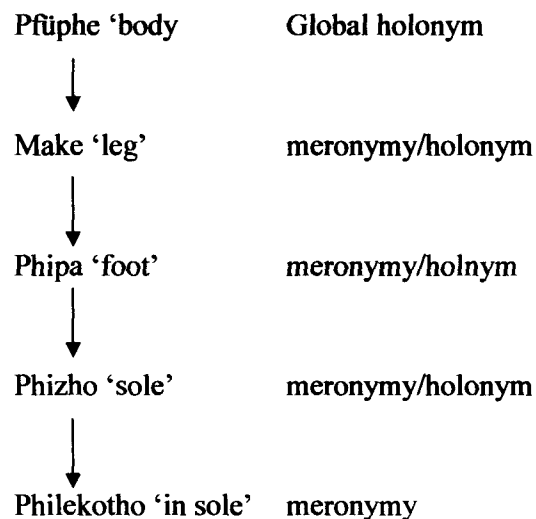 Pfüphe ‘body Global holonym
Make ‘leg’ meronymy/holonym
Phipa ‘foot’ meronymy/holnym
Phizho ‘sole’ meronymy/holonym
Philekotho ‘in sole’ meronymy